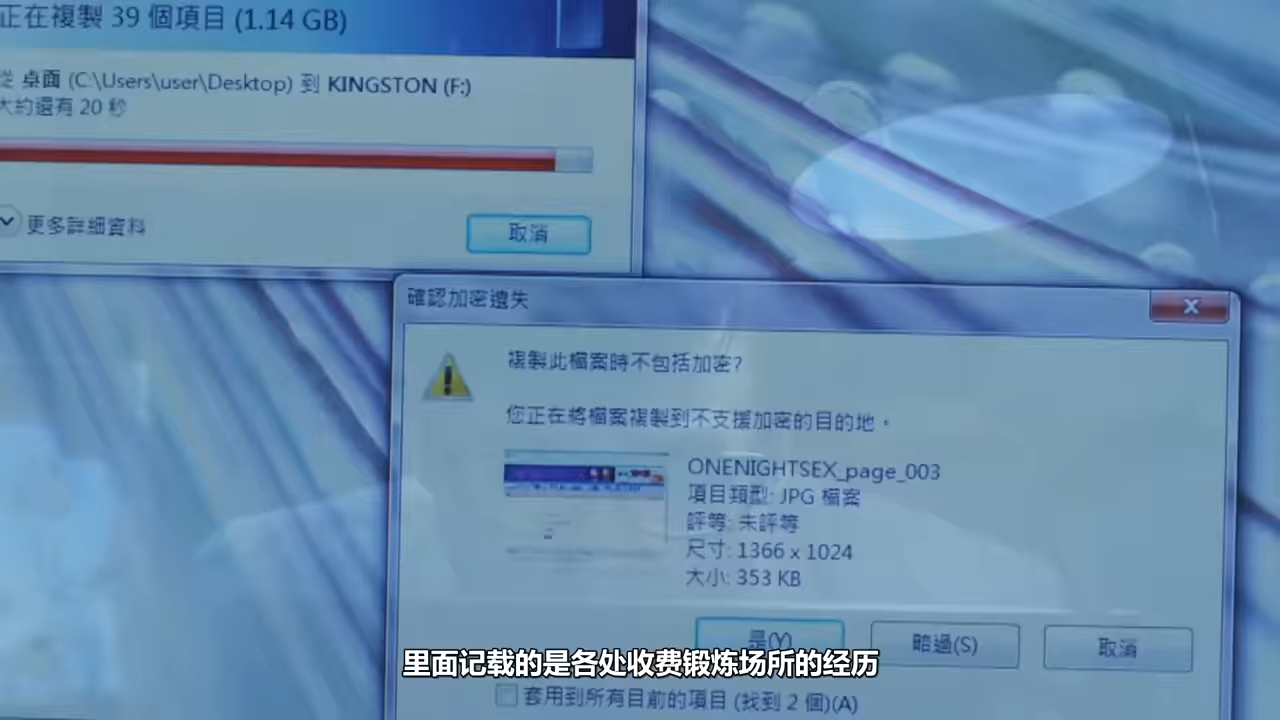 正在複製 39 個項目 (1.14 GB)
從 桌面 (C:\Users\user\Desktop) 到 KINGSTON (F:)
大約還有 20 秒
更多詳細資料
取消
確認加密遺失
複製此檔案時不包括加密?
您正在將檔案複製到不支援加密的目的地。
ONENIGHTSEX_page_003
項目類型: JPG 檔案
評等: 未評等
尺寸: 1366 x 1024
大小: 353 KB
是(Y)
略過(S)
取消
里面记载的是各处收费锻炼场所的经历
套用到所有目前的項目 (找到 2 個)(A)